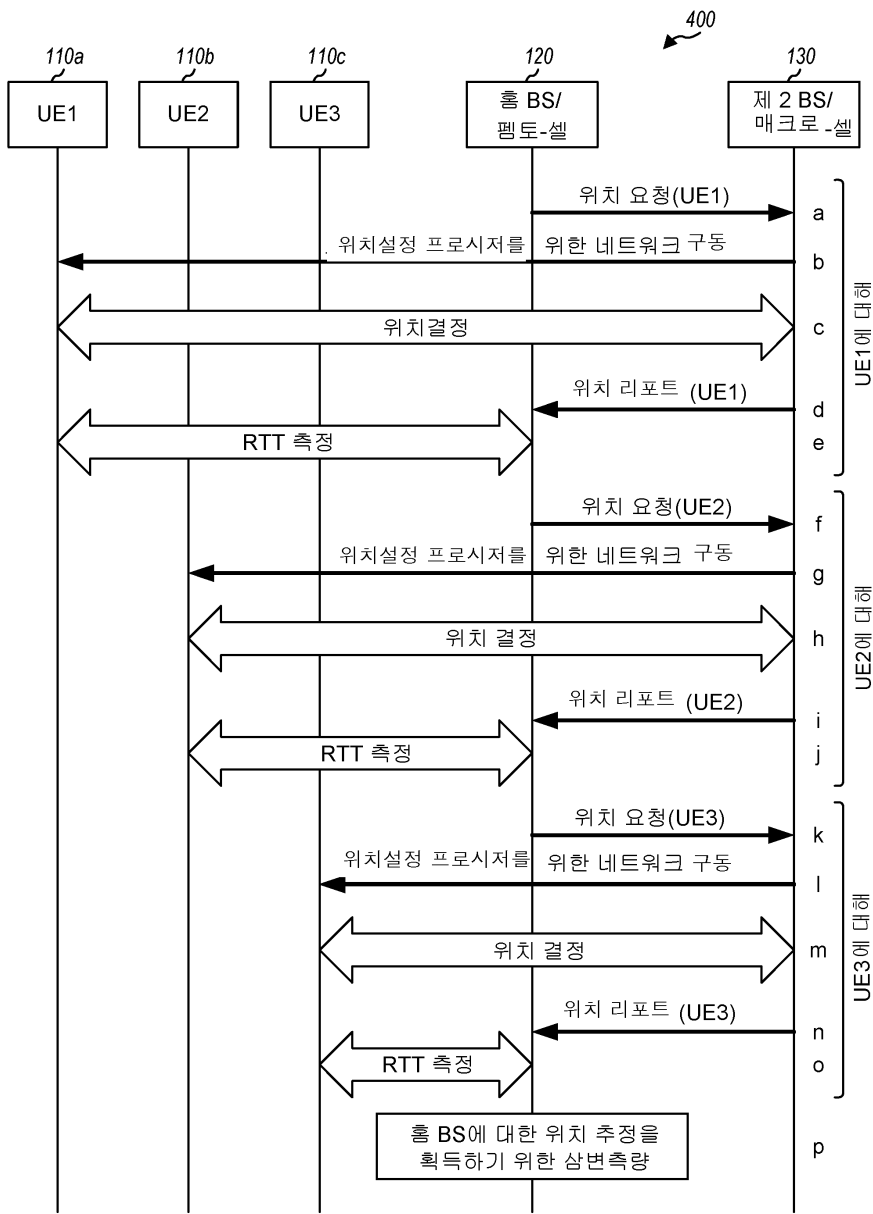 400
110a
110b
110c
120
130
UE1
UE2
UE3
홈 BS/
펨토-셀
제 2 BS/
매크로 -셀
위치 요청(UE1)
a
위치설정 프로시저를 위한 네트워크 구동
b
위치결정
c
위치 리포트 (UE1)
d
RTT 측정
e
UE1에 대해
위치 요청(UE2)
f
위치설정 프로시저를 위한 네트워크 구동
g
위치 결정
h
위치 리포트 (UE2)
i
RTT 측정
j
UE2에 대해
위치 요청(UE3)
k
위치설정 프로시저를 위한 네트워크 구동
l
위치 결정
m
위치 리포트 (UE3)
n
RTT 측정
o
UE3에 대해
홈 BS에 대한 위치 추정을
획득하기 위한 삼변측량
p